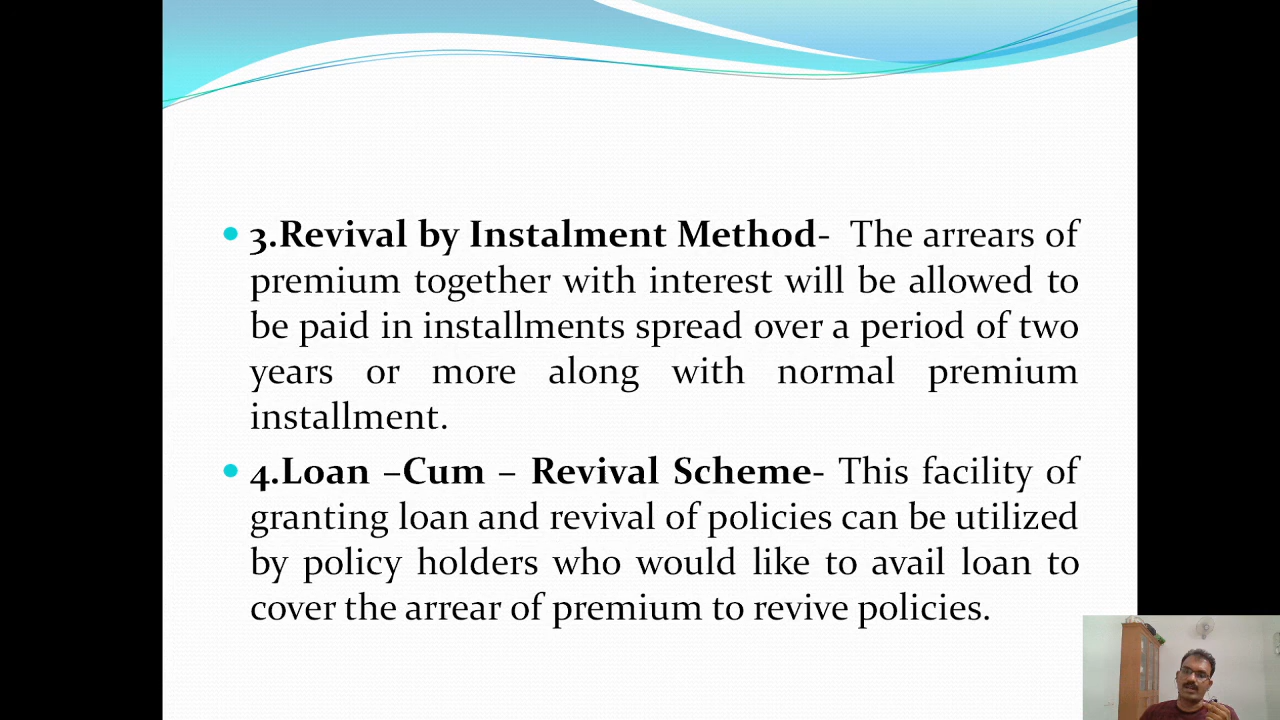 • 3.Revival by Instalment Method- The arrears of
premium together with interest will be allowed to
be paid in installments spread over a period of two
years or more along with normal premium
installment.
• 4.Loan –Cum – Revival Scheme- This facility of
granting loan and revival of policies can be utilized
by policy holders who would like to avail loan to
cover the arrear of premium to revive policies.